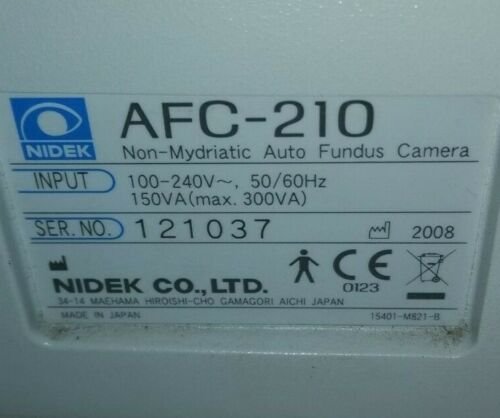 NIDEK
AFC-210
Non-Mydriatic Auto Fundus Camera
INPUT 100-240V~, 50/60Hz
150VA(max. 300VA)
SER. NO. 121037 2008
NIDEK CO.,LTD. CE 0123
34-14 MAEHAMA HIROISHI-CHO GAMAGORI AICHI JAPAN
MADE IN JAPAN 15401-M821-B